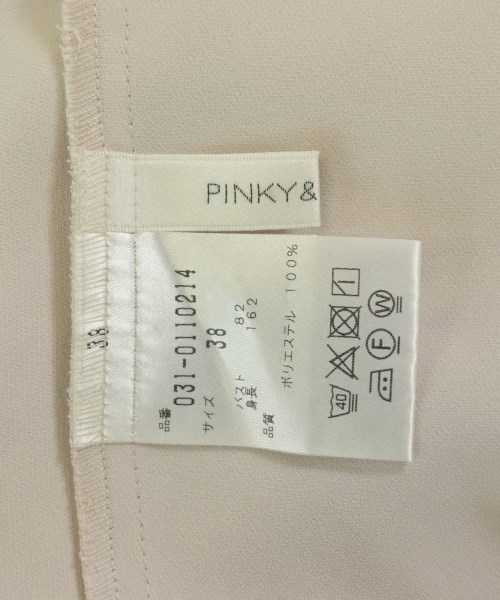 PINKY&
38
品番
031-0110214
サイズ
38
バスト 82
身長 162
品質
ポリエステル 100%
40
F W